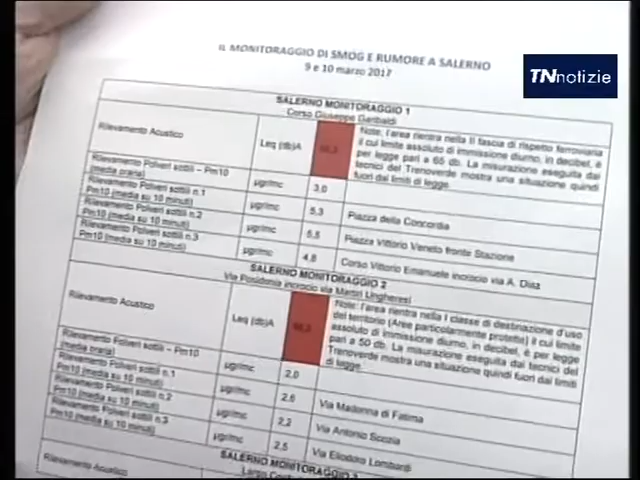 IL MONITORAGGIO DI SMOG E RUMORE A SALERNO
9 e 10 marzo 2017
TNnotizie
SALERNO MONITORAGGIO 1
Corso Giuseppe Garibaldi
Rilevamento Acustico
Leq (db)A
Note: l'area rientra nella II fascia di rispetto ferroviaria
il cui limite assoluto di immissione diurno, in decibel, è
per legge pari a 65 db. La misurazione eseguita dai
tecnici del Trenoverde mostra una situazione quindi
fuori dai limiti di legge.
Rilevamento Polveri sottili – Pm10
(media oraria)
µgr/mc
3,0
Rilevamento Polveri sottili n.1
Pm10 (media su 10 minuti)
µgr/mc
5,3
Piazza della Concordia
Rilevamento Polveri sottili n.2
Pm10 (media su 10 minuti)
µgr/mc
5,5
Piazza Vittorio Veneto fronte Stazione
Rilevamento Polveri sottili n.3
Pm10 (media su 10 minuti)
µgr/mc
4,8
Corso Vittorio Emanuele incrocio via A. Diaz
SALERNO MONITORAGGIO 2
Via Posidonia incrocio via Martiri Ungheresi
Rilevamento Acustico
Leq (db)A
Note: l'area rientra nella I classe di destinazione d'uso
del territorio (Aree particolarmente protette) il cui limite
assoluto di immissione diurno, in decibel, è per legge
pari a 50 db. La misurazione eseguita dai tecnici del
Trenoverde mostra una situazione quindi fuori dai limiti
di legge.
Rilevamento Polveri sottili – Pm10
(media oraria)
µgr/mc
2,0
Rilevamento Polveri sottili n.1
Pm10 (media su 10 minuti)
µgr/mc
2,6
Via Madonna di Fatima
Rilevamento Polveri sottili n.2
Pm10 (media su 10 minuti)
µgr/mc
2,2
Via Antonio Scozia
Rilevamento Polveri sottili n.3
Pm10 (media su 10 minuti)
µgr/mc
2,5
Via Eliodoro Lombardi
SALERNO MONITORAGGIO
Rilevamento Acustico